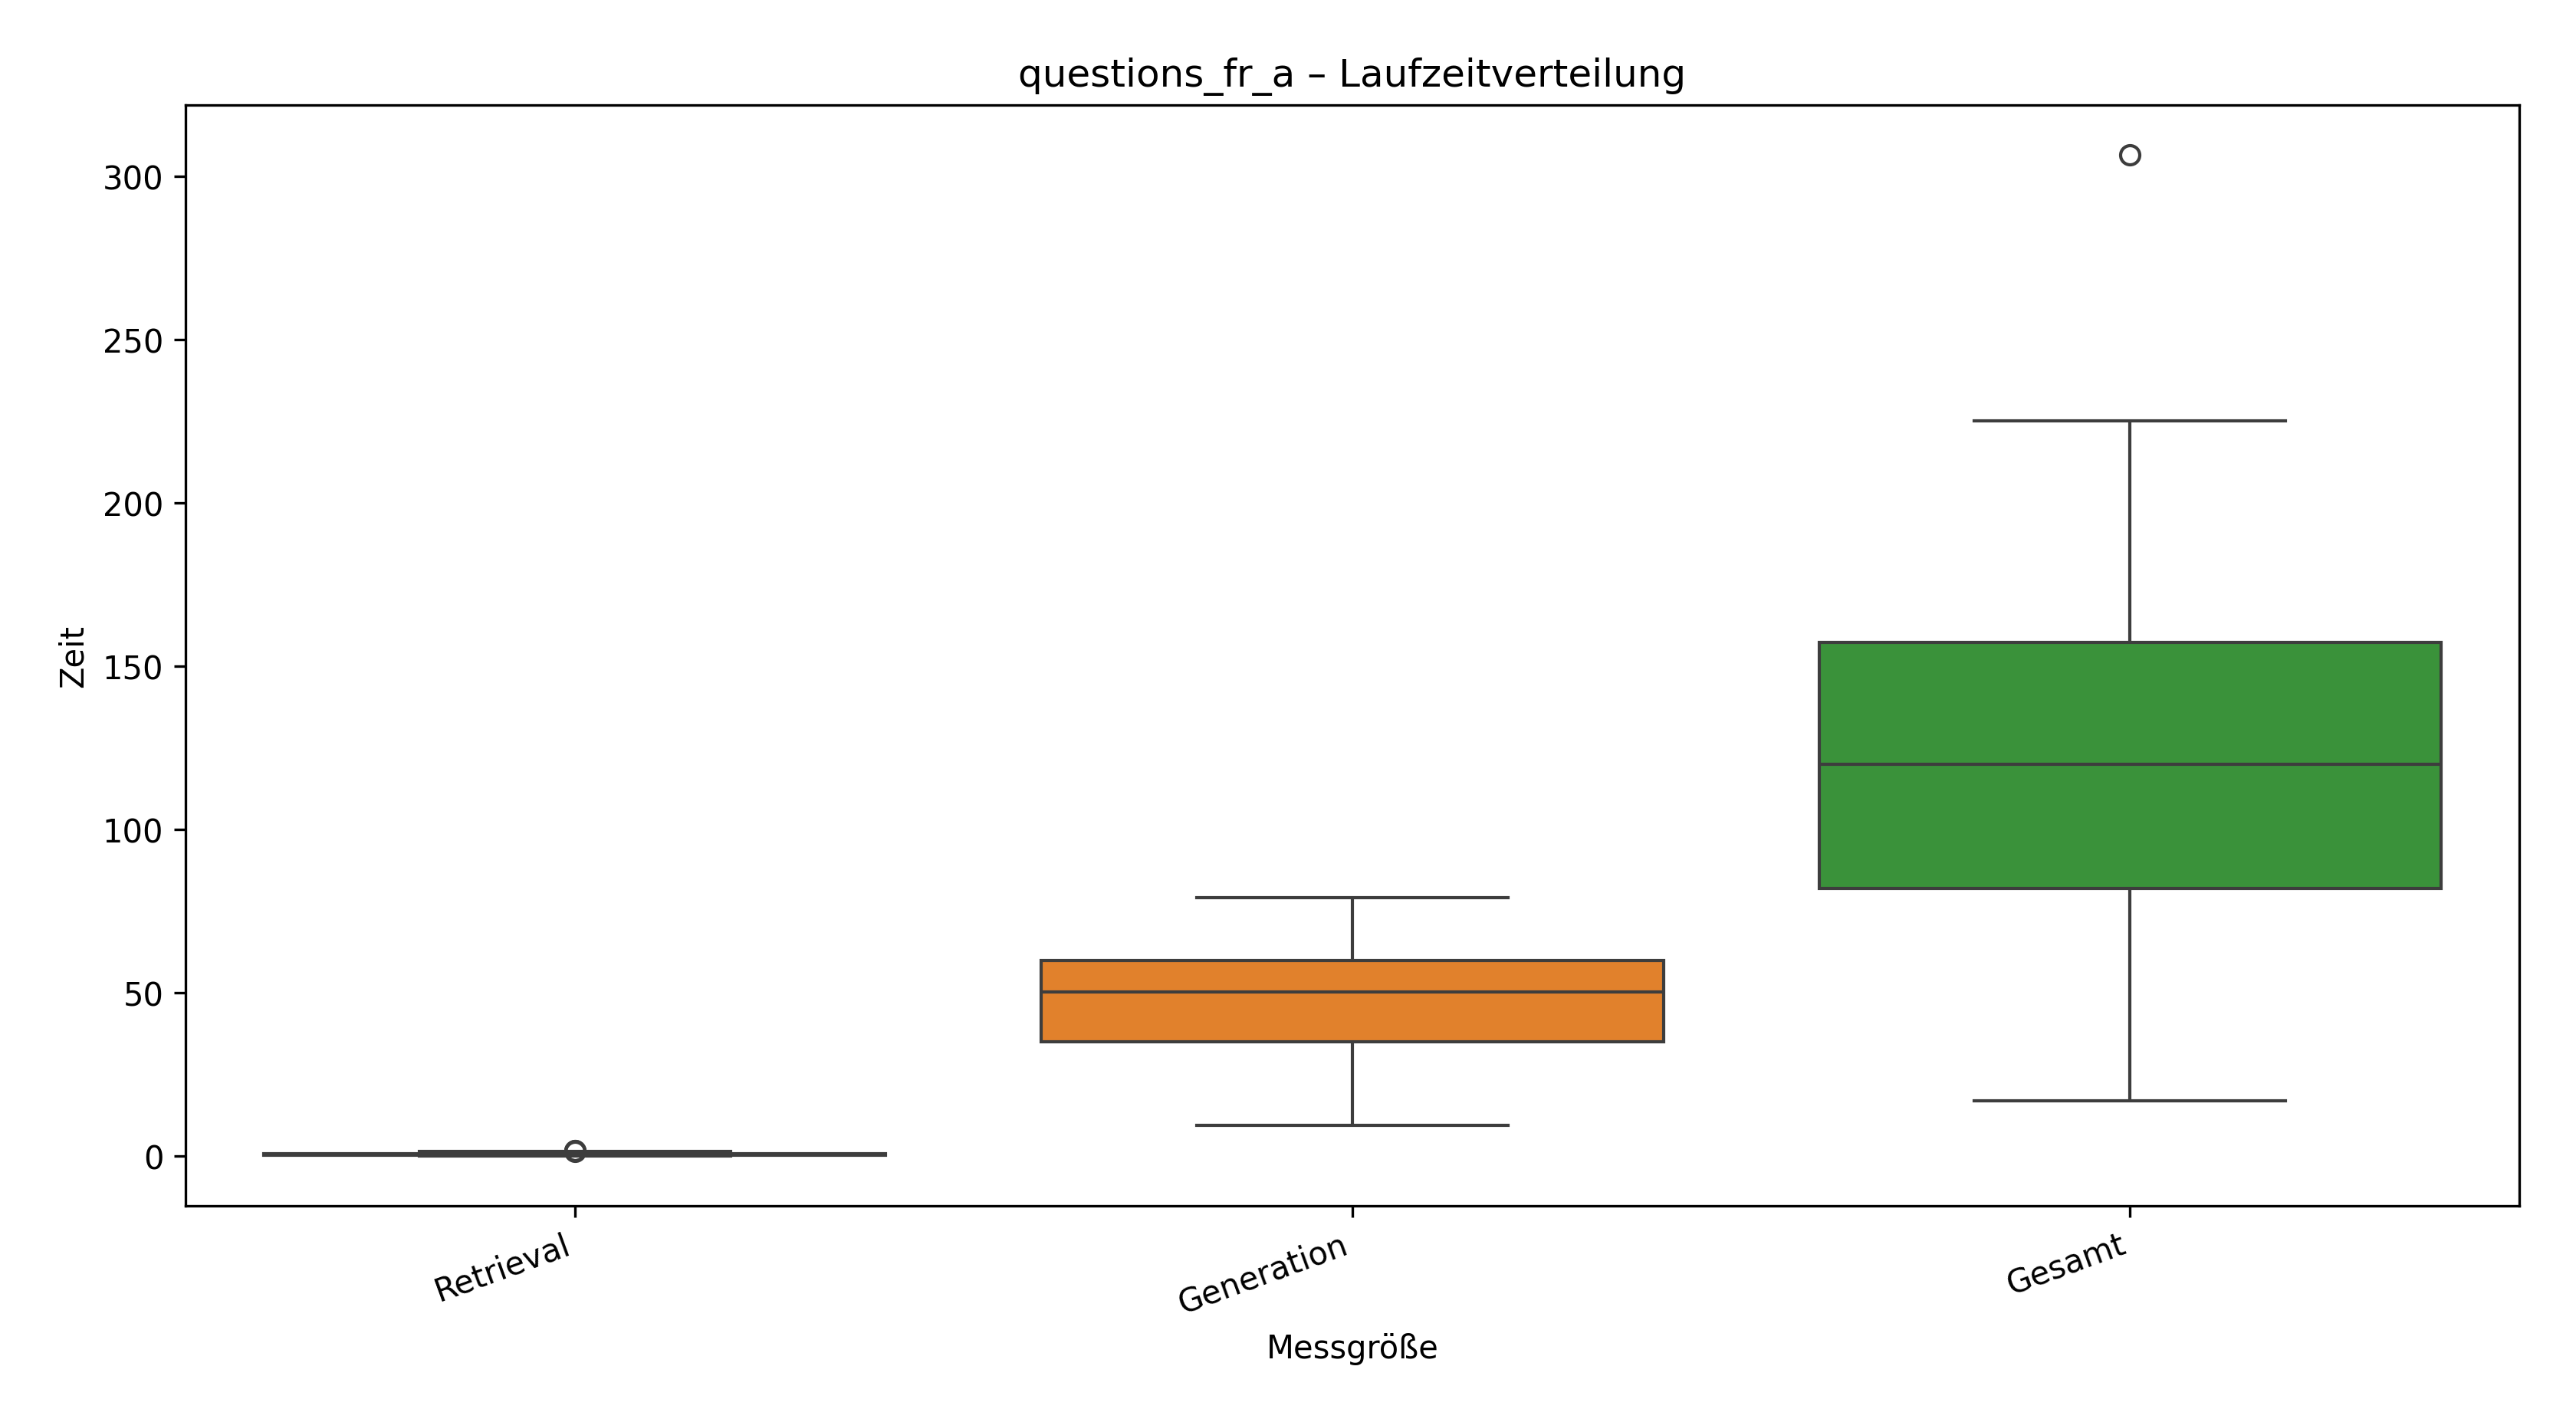 questions_fr_a – Laufzeitverteilung
Zeit
300
250
200
150
100
50
0
Retrieval
Generation
Gesamt
Messgröße